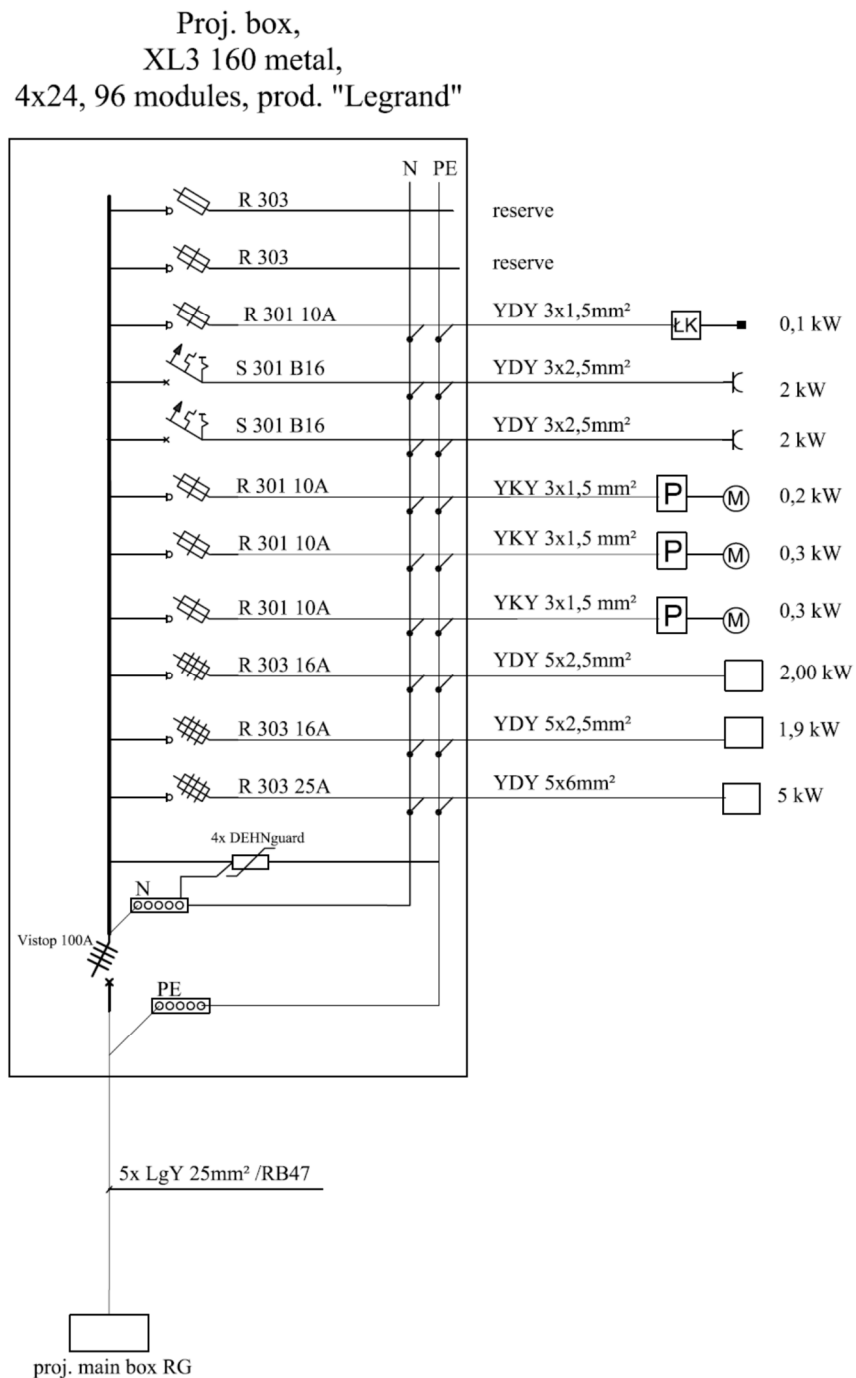 Proj. box,
XL3 160 metal,
4x24, 96 modules, prod. "Legrand"
N PE
R 303 reserve
R 303 reserve
R 301 10A YDY 3x1,5mm² ŁK 0,1 kW
S 301 B16 YDY 3x2,5mm² 2 kW
S 301 B16 YDY 3x2,5mm² 2 kW
R 301 10A YKY 3x1,5 mm² P M 0,2 kW
R 301 10A YKY 3x1,5 mm² P M 0,3 kW
R 301 10A YKY 3x1,5 mm² P M 0,3 kW
R 303 16A YDY 5x2,5mm² 2,00 kW
R 303 16A YDY 5x2,5mm² 1,9 kW
R 303 25A YDY 5x6mm² 5 kW
4x DEHNguard
N
Vistop 100A
PE
5x LgY 25mm² /RB47
proj. main box RG